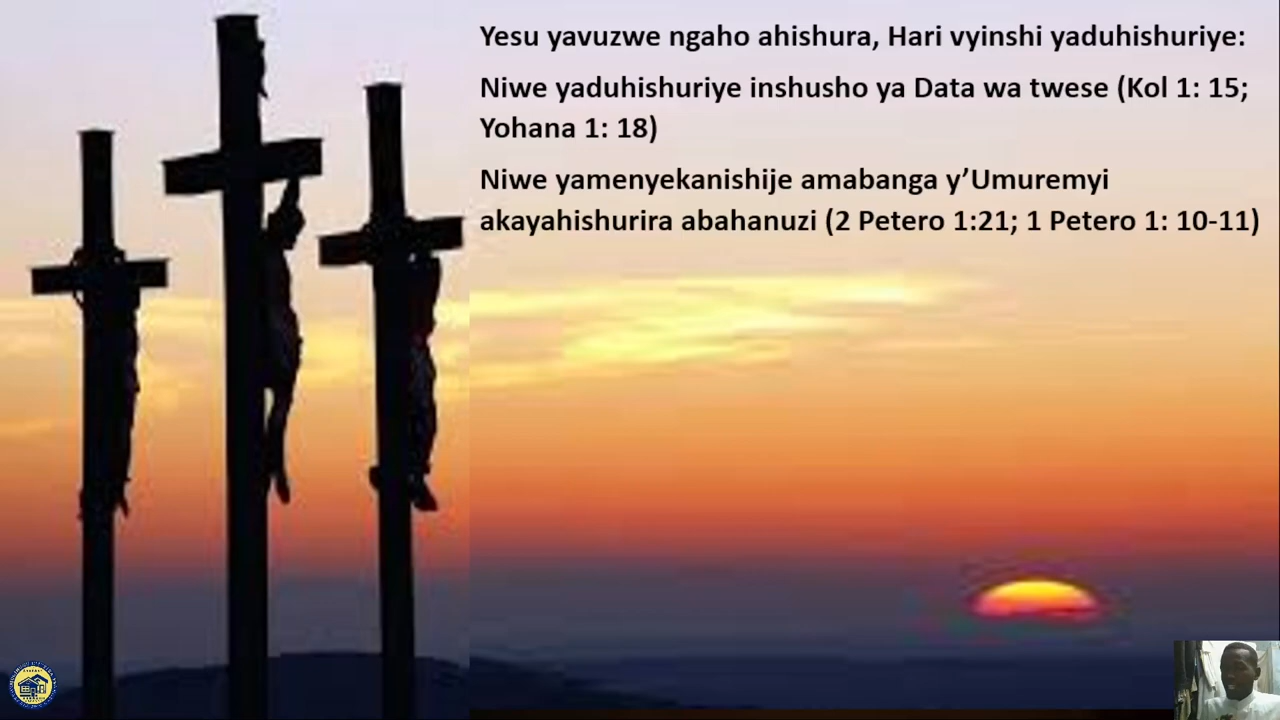 Yesu yavuzwe ngaho ahishura, Hari vyinshi yaduhishuriye:
Niwe yaduhishuriye inshusho ya Data wa twese (Kol 1: 15;
Yohana 1: 18)
Niwe yamenyekanishije amabanga y’Umuremyi
akayahishurira abahanuzi (2 Petero 1:21; 1 Petero 1: 10-11)